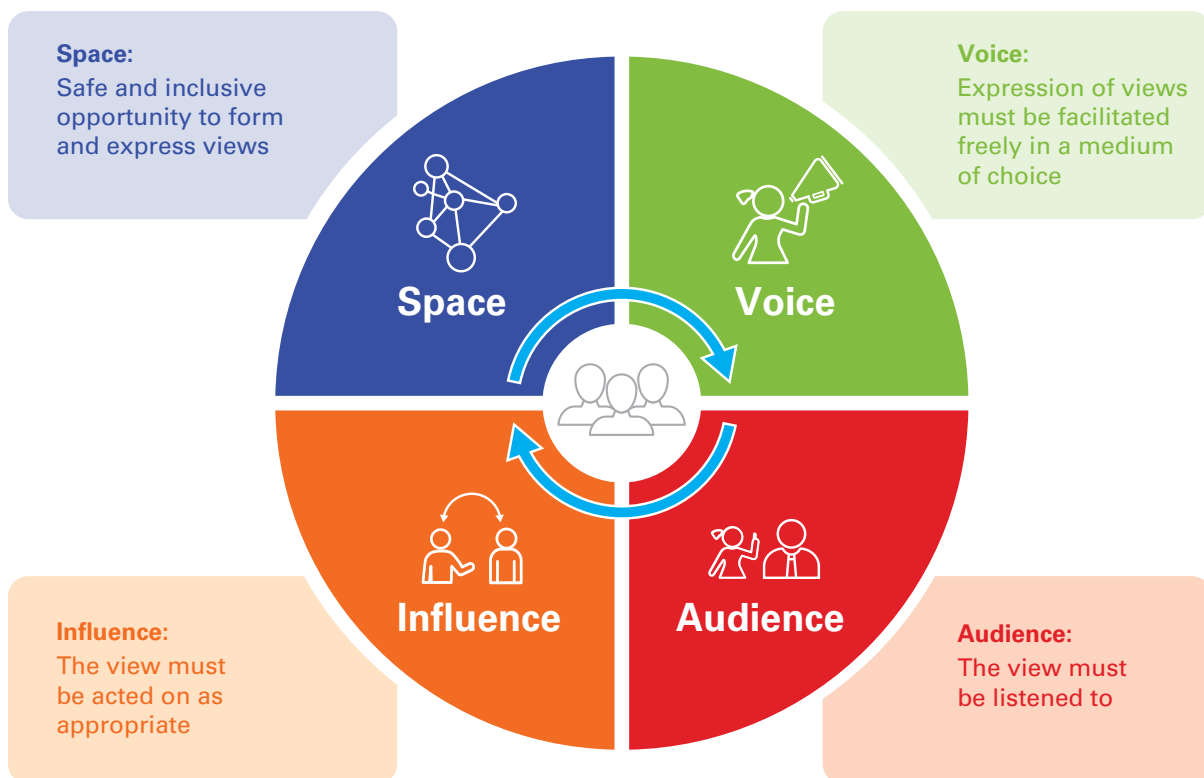 Space:
Safe and inclusive
opportunity to form
and express views
Voice:
Expression of views
must be facilitated
freely in a medium
of choice
Space
Voice
Influence
Audience
Influence:
The view must
be acted on as
appropriate
Audience:
The view must
be listened to